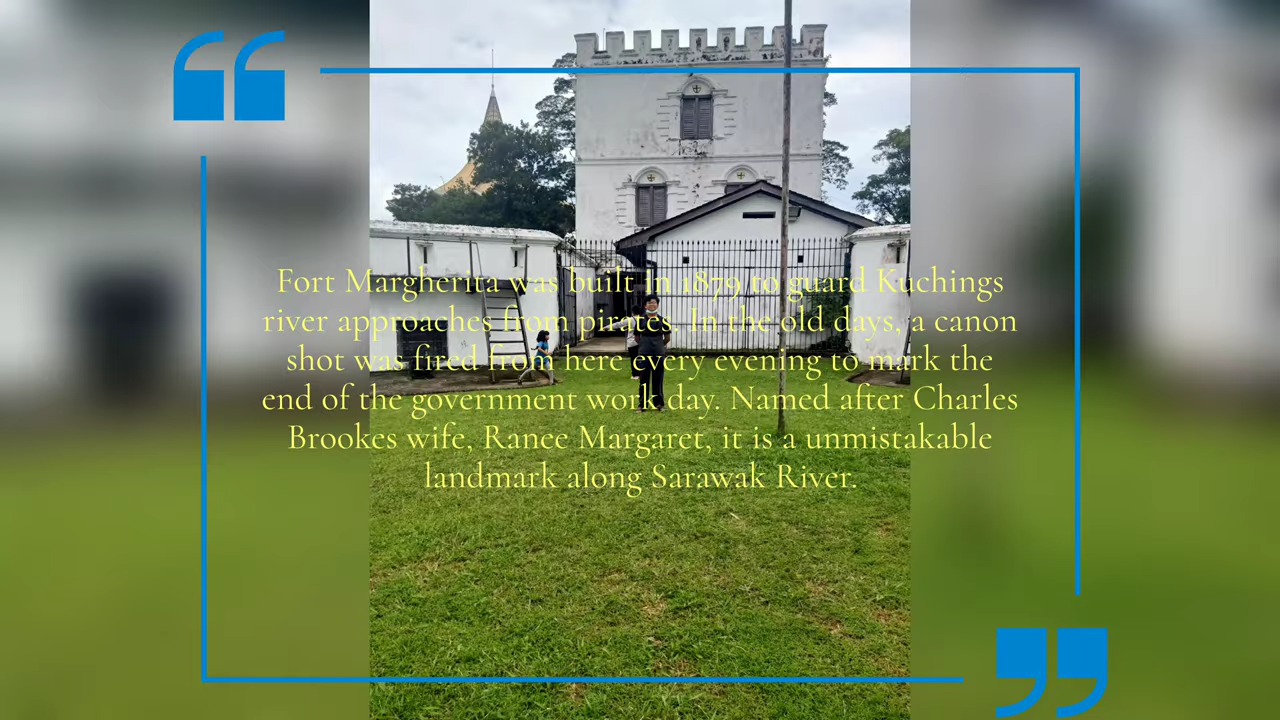 Fort Margherita was built in 1879 to guard Kuchings
river approaches from pirates. In the old days, a canon
shot was fired from here every evening to mark the
end of the government work day. Named after Charles
Brookes wife, Ranee Margaret, it is a unmistakable
landmark along Sarawak River.